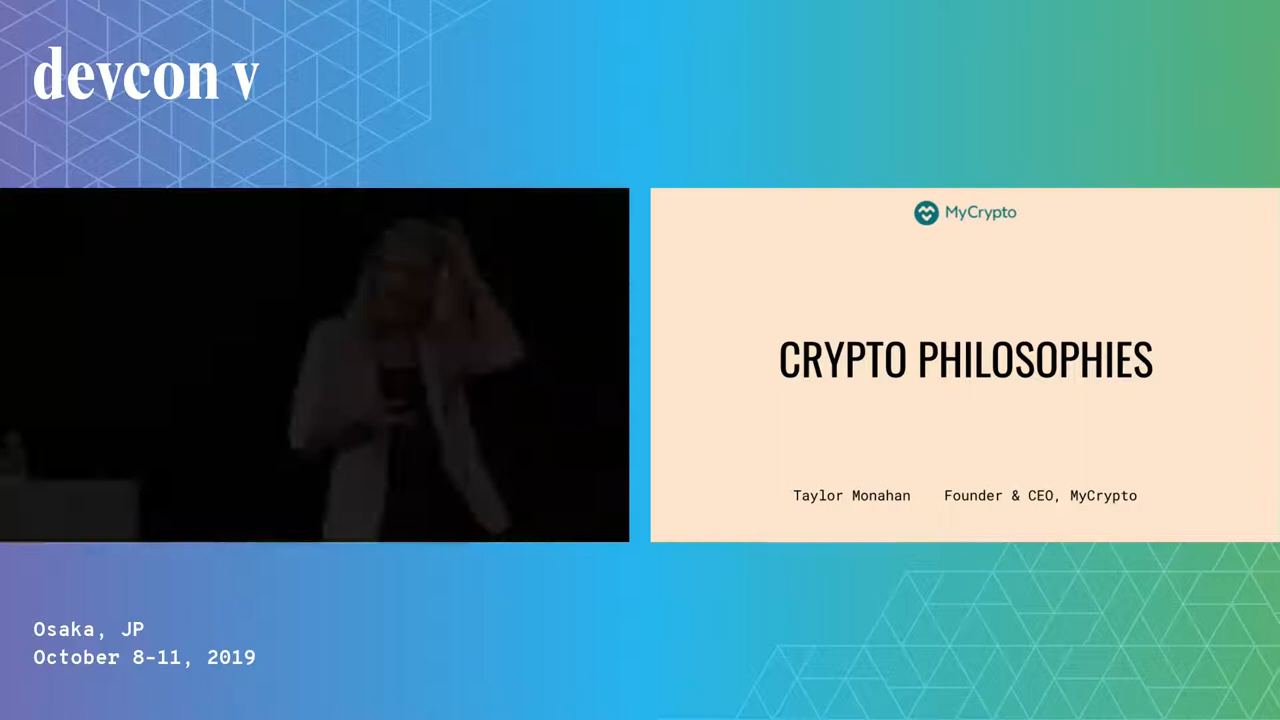 devcon v
MyCrypto
CRYPTO PHILOSOPHIES
Taylor Monahan Founder & CEO, MyCrypto
Osaka, JP
October 8-11, 2019